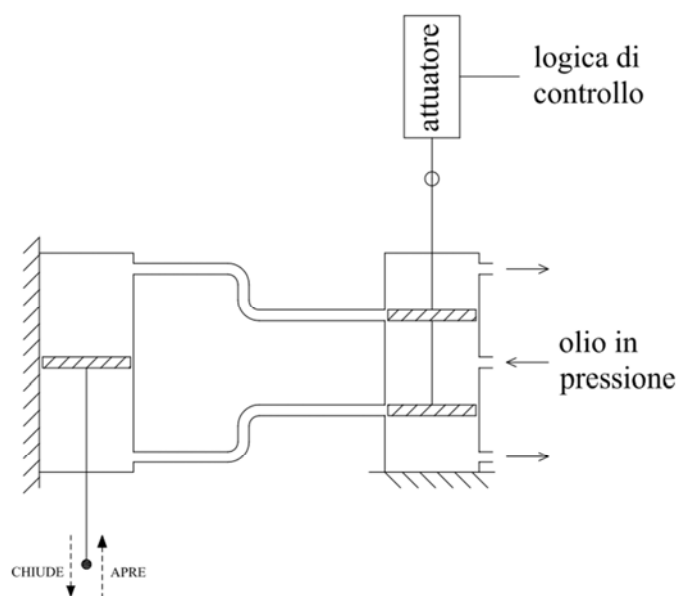 attuatore
logica di
controllo
olio in
pressione
CHIUDE
APRE